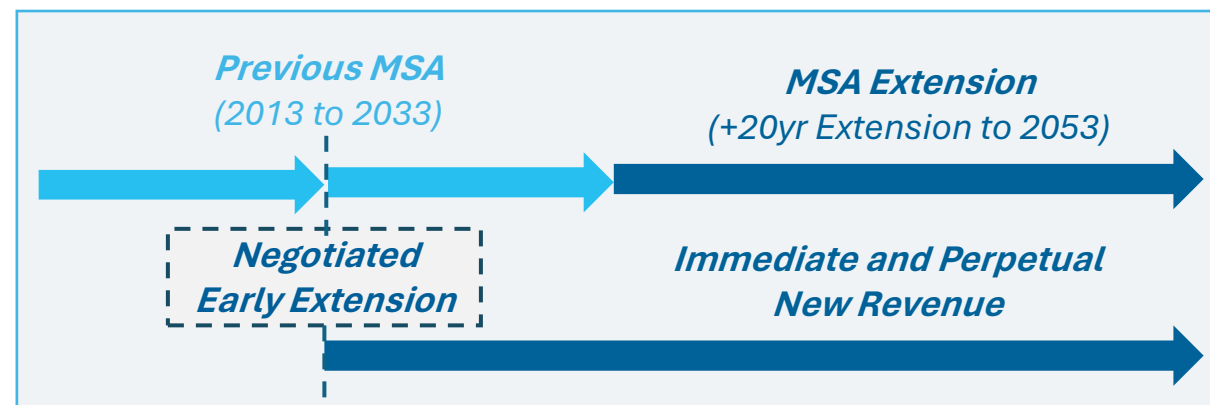 Previous MSA
(2013 to 2033)
MSA Extension
(+20yr Extension to 2053)
Negotiated
Early Extension
Immediate and Perpetual
New Revenue